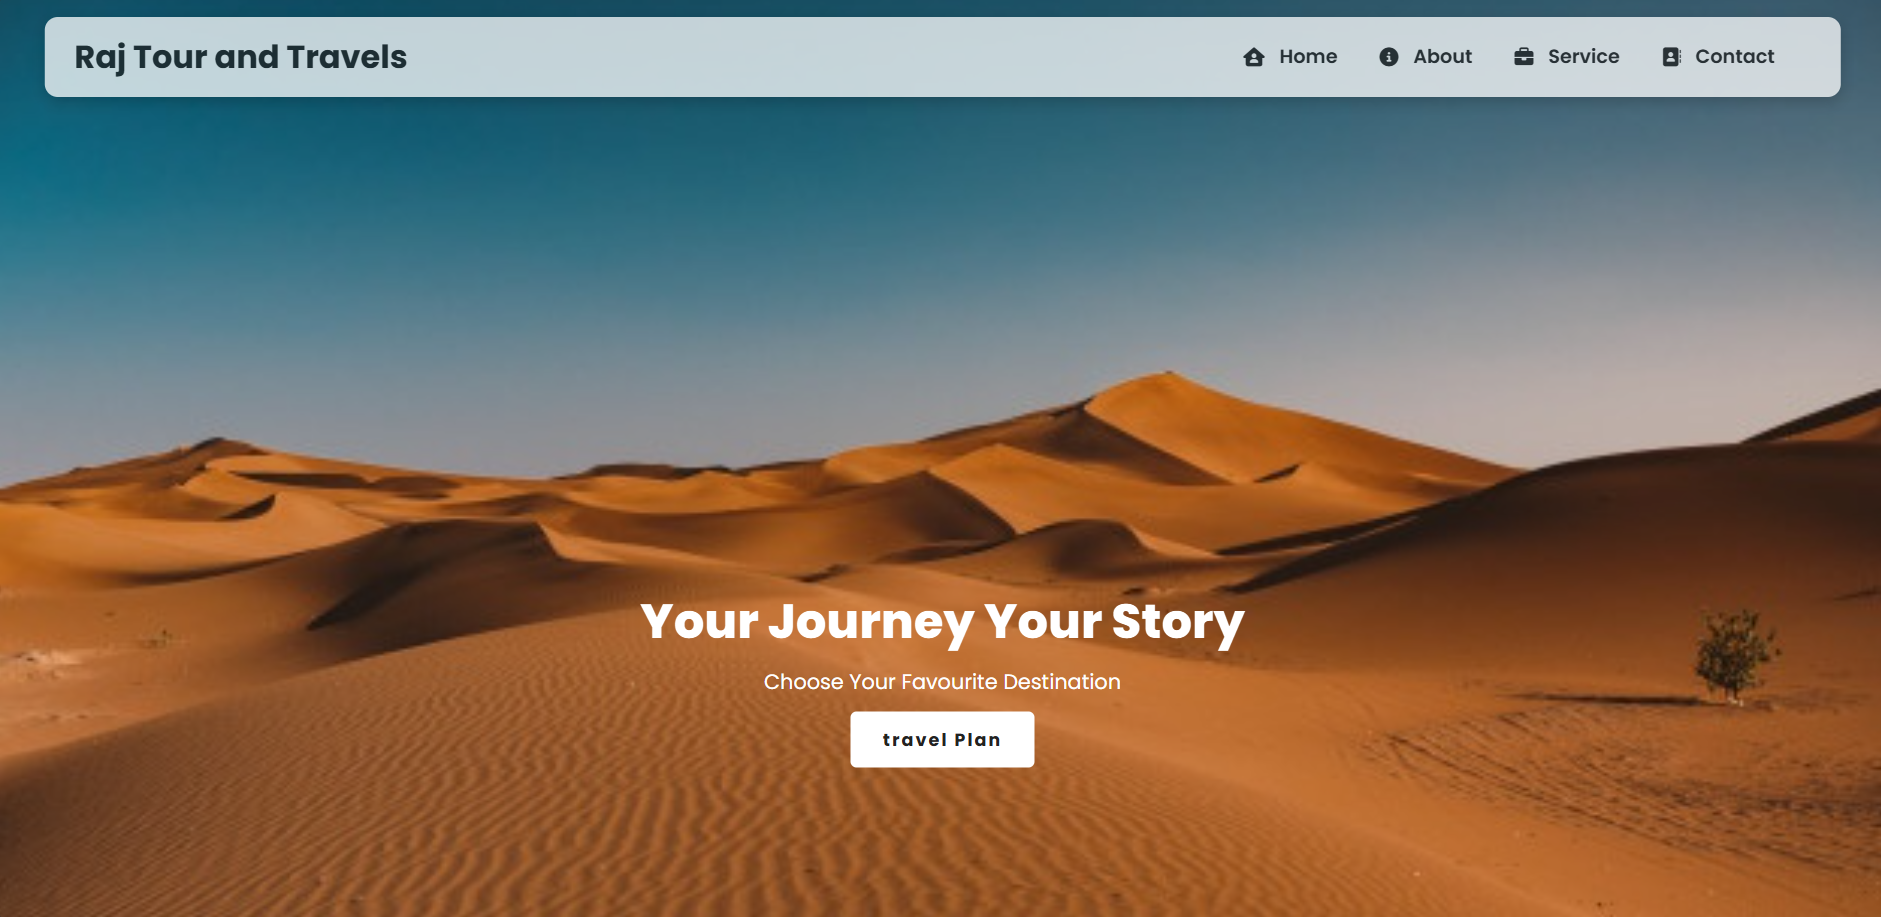 Raj Tour and Travels
Home About Service Contact
Your Journey Your Story
Choose Your Favourite Destination
travel Plan